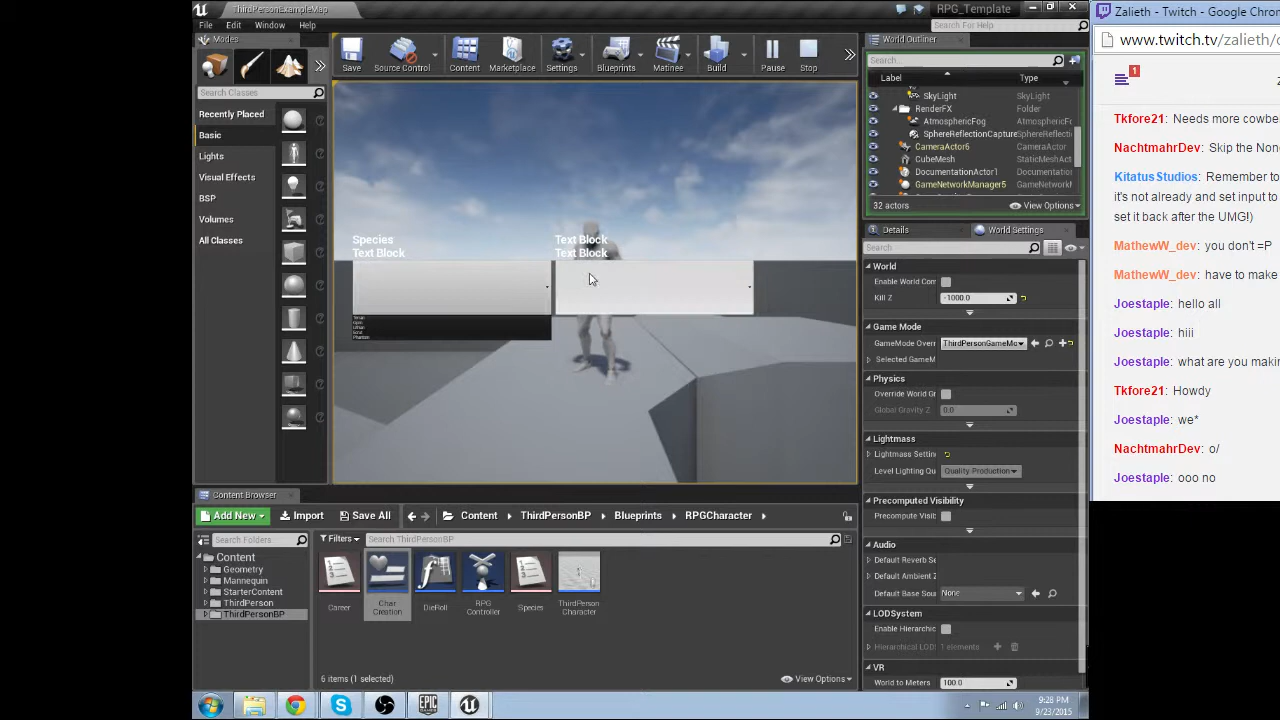 ThirdPersonExampleMap
RPG_Template
File Edit Window Help
Search For Help
Modes
Search Classes
Recently Placed
Basic
Lights
Visual Effects
BSP
Volumes
All Classes
Save
Source Control
Content
Marketplace
Settings
Blueprints
Matinee
Build
Pause
Stop
Species
Text Block
Text Block
Text Block
World Outliner
Search...
Label
Type
SkyLight SkyLight
RenderFX Folder
AtmosphericFog AtmosphericFo
SphereReflectionCapture SphereReflecti
CameraActor6 CameraActor
CubeMesh StaticMeshAct
DocumentationActor1 Documentatio
GameNetworkManager5 GameNetworkM
32 actors
View Options
Details
World Settings
Search
World
Enable World Com
Kill Z -1000.0
Game Mode
GameMode Overr ThirdPersonGameMo
Selected GameM
Physics
Override World Gr
Global Gravity Z 0.0
Lightmass
Lightmass Settin
Level Lighting Qu Quality Production
Precomputed Visibility
Precompute Visib
Audio
Default Reverb Se
Default Ambient Z
Default Base Sou None
LODSystem
Enable Hierarchic
Hierarchical LOD 1 elements
VR
World to Meters 100.0
Content Browser
Add New
Import
Save All
Content
ThirdPersonBP
Blueprints
RPGCharacter
Search Folders
Filters
Search ThirdPersonBP
Content
Geometry
Mannequin
StarterContent
ThirdPerson
ThirdPersonBP
Career
Char
Creation
DieRoll
RPG
Controller
Species
ThirdPerson
Character
6 items (1 selected)
View Options
9:28 PM
9/23/2015
Zalieth - Twitch - Google Chro
www.twitch.tv/zalieth/c
1
Tkfore21: Needs more cowbe
NachtmahrDev: Skip the Non
KitatusStudios: Remember to
it's not already and set input to
set it back after the UMG!)
MathewW_dev: you don't =P
MathewW_dev: have to make
Joestaple: hello all
Joestaple: hiii
Joestaple: what are you makin
Tkfore21: Howdy
Joestaple: we*
NachtmahrDev: o/
Joestaple: ooo no